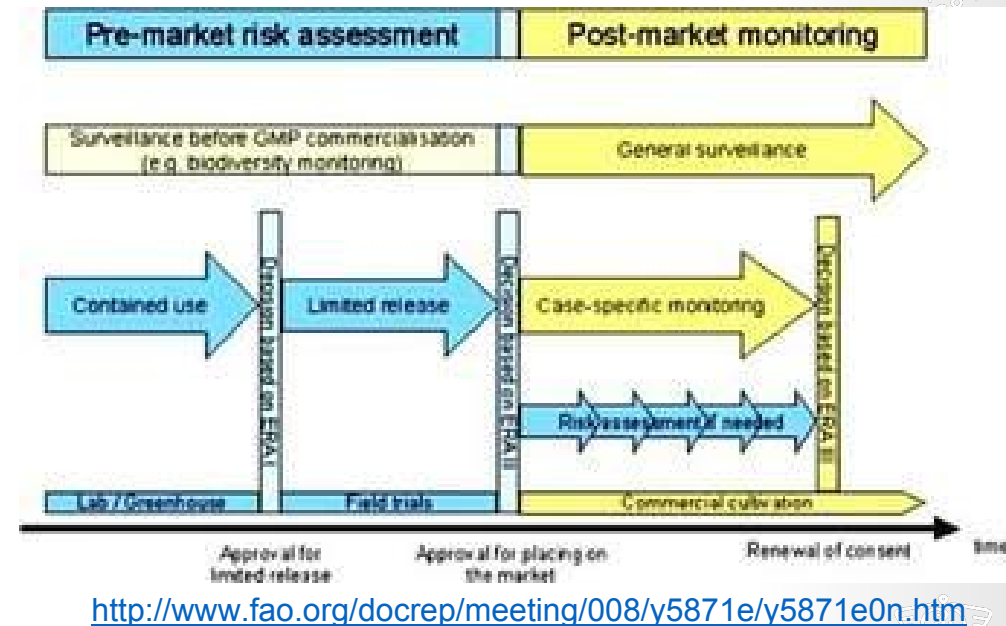 Pre-market risk assessment
Post-market monitoring
Surveillance before GMP commercialisation
(e.g. biodiversity monitoring)
General surveillance
Contained use
Decision based on ERA I
Limited release
Decision based on ERA II
Case-specific monitoring
Decision based on ERA III
Risk assessment if needed
Lab / Greenhouse
Field trials
Commercial cultivation
time
Approval for
limited release
Approval for placing on
the market
Renewal of consent
http://www.fao.org/docrep/meeting/008/y5871e/y5871e0n.htm